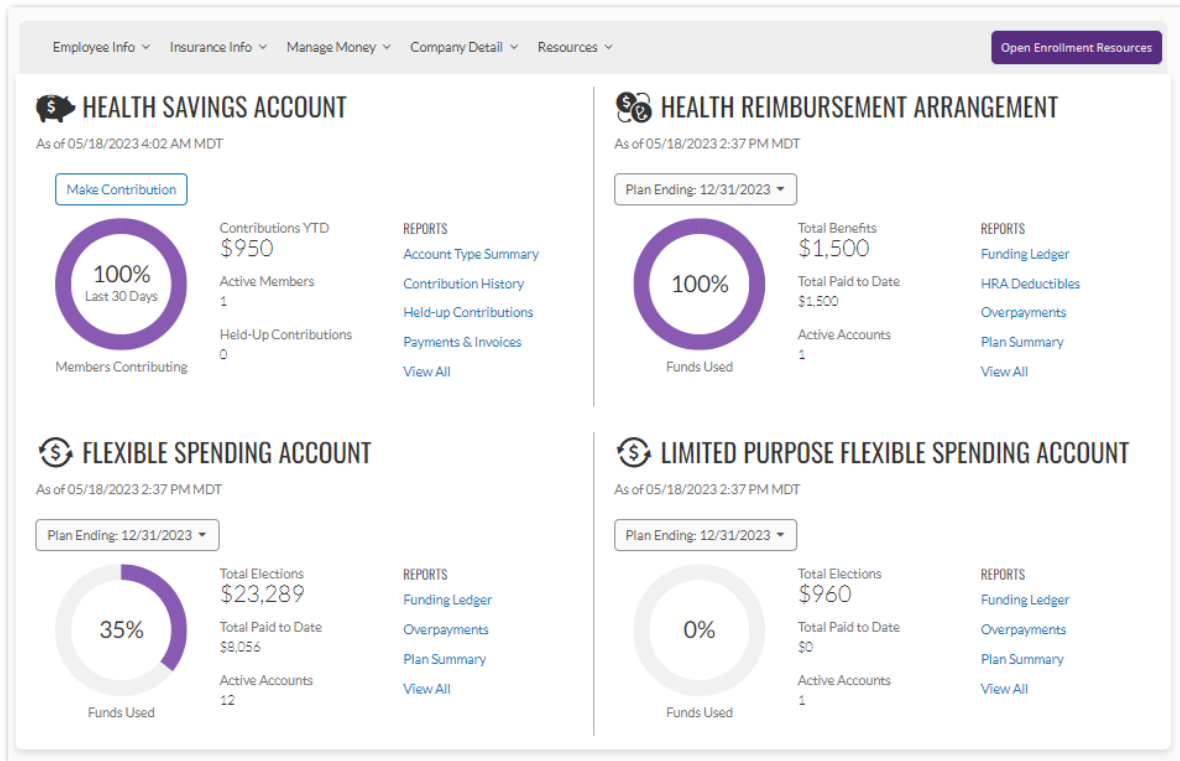 Employee Info Insurance Info Manage Money Company Detail Resources Open Enrollment Resources
HEALTH SAVINGS ACCOUNT
As of 05/18/2023 4:02 AM MDT
Make Contribution
100%
Last 30 Days
Members Contributing
Contributions YTD
$950
Active Members
1
Held-Up Contributions
0
REPORTS
Account Type Summary
Contribution History
Held-up Contributions
Payments & Invoices
View All
HEALTH REIMBURSEMENT ARRANGEMENT
As of 05/18/2023 2:37 PM MDT
Plan Ending: 12/31/2023
100%
Funds Used
Total Benefits
$1,500
Total Paid to Date
$1,500
Active Accounts
1
REPORTS
Funding Ledger
HRA Deductibles
Overpayments
Plan Summary
View All
FLEXIBLE SPENDING ACCOUNT
As of 05/18/2023 2:37 PM MDT
Plan Ending: 12/31/2023
35%
Funds Used
Total Elections
$23,289
Total Paid to Date
$8,056
Active Accounts
12
REPORTS
Funding Ledger
Overpayments
Plan Summary
View All
LIMITED PURPOSE FLEXIBLE SPENDING ACCOUNT
As of 05/18/2023 2:37 PM MDT
Plan Ending: 12/31/2023
0%
Funds Used
Total Elections
$960
Total Paid to Date
$0
Active Accounts
1
REPORTS
Funding Ledger
Overpayments
Plan Summary
View All